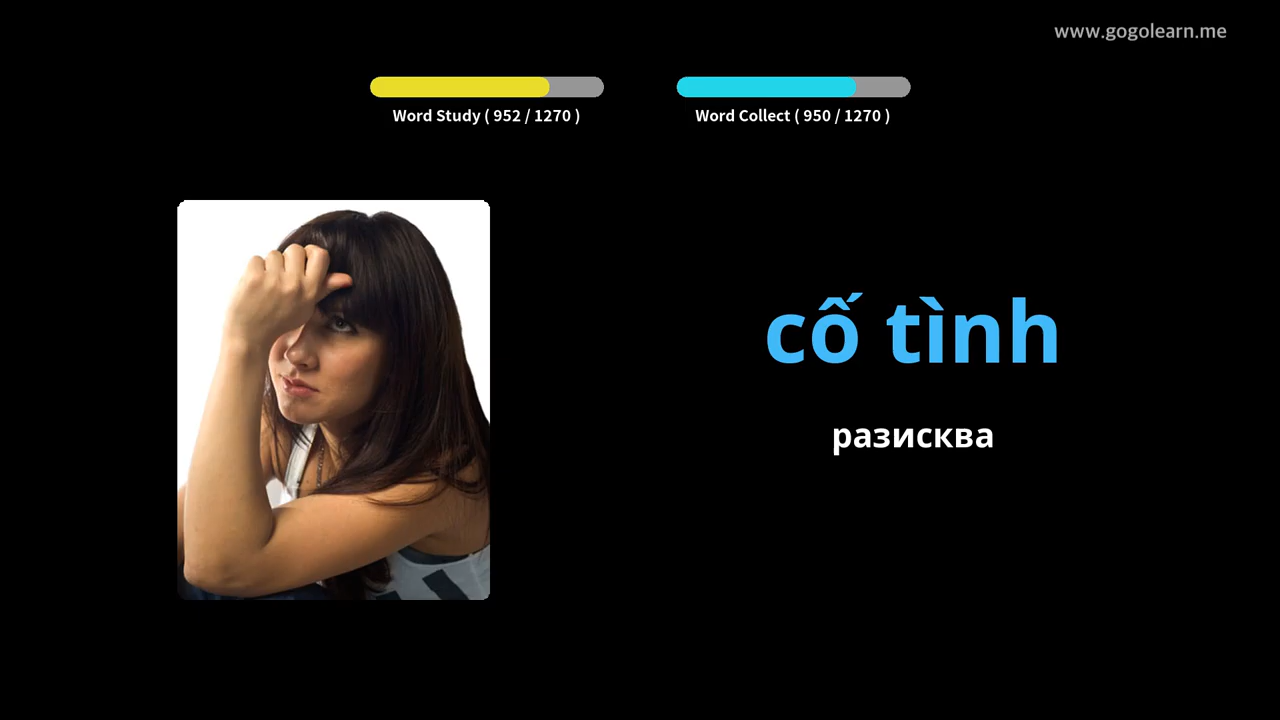 www.gogolearn.me
Word Study ( 952 / 1270 )
Word Collect ( 950 / 1270 )
cố tình
разисква